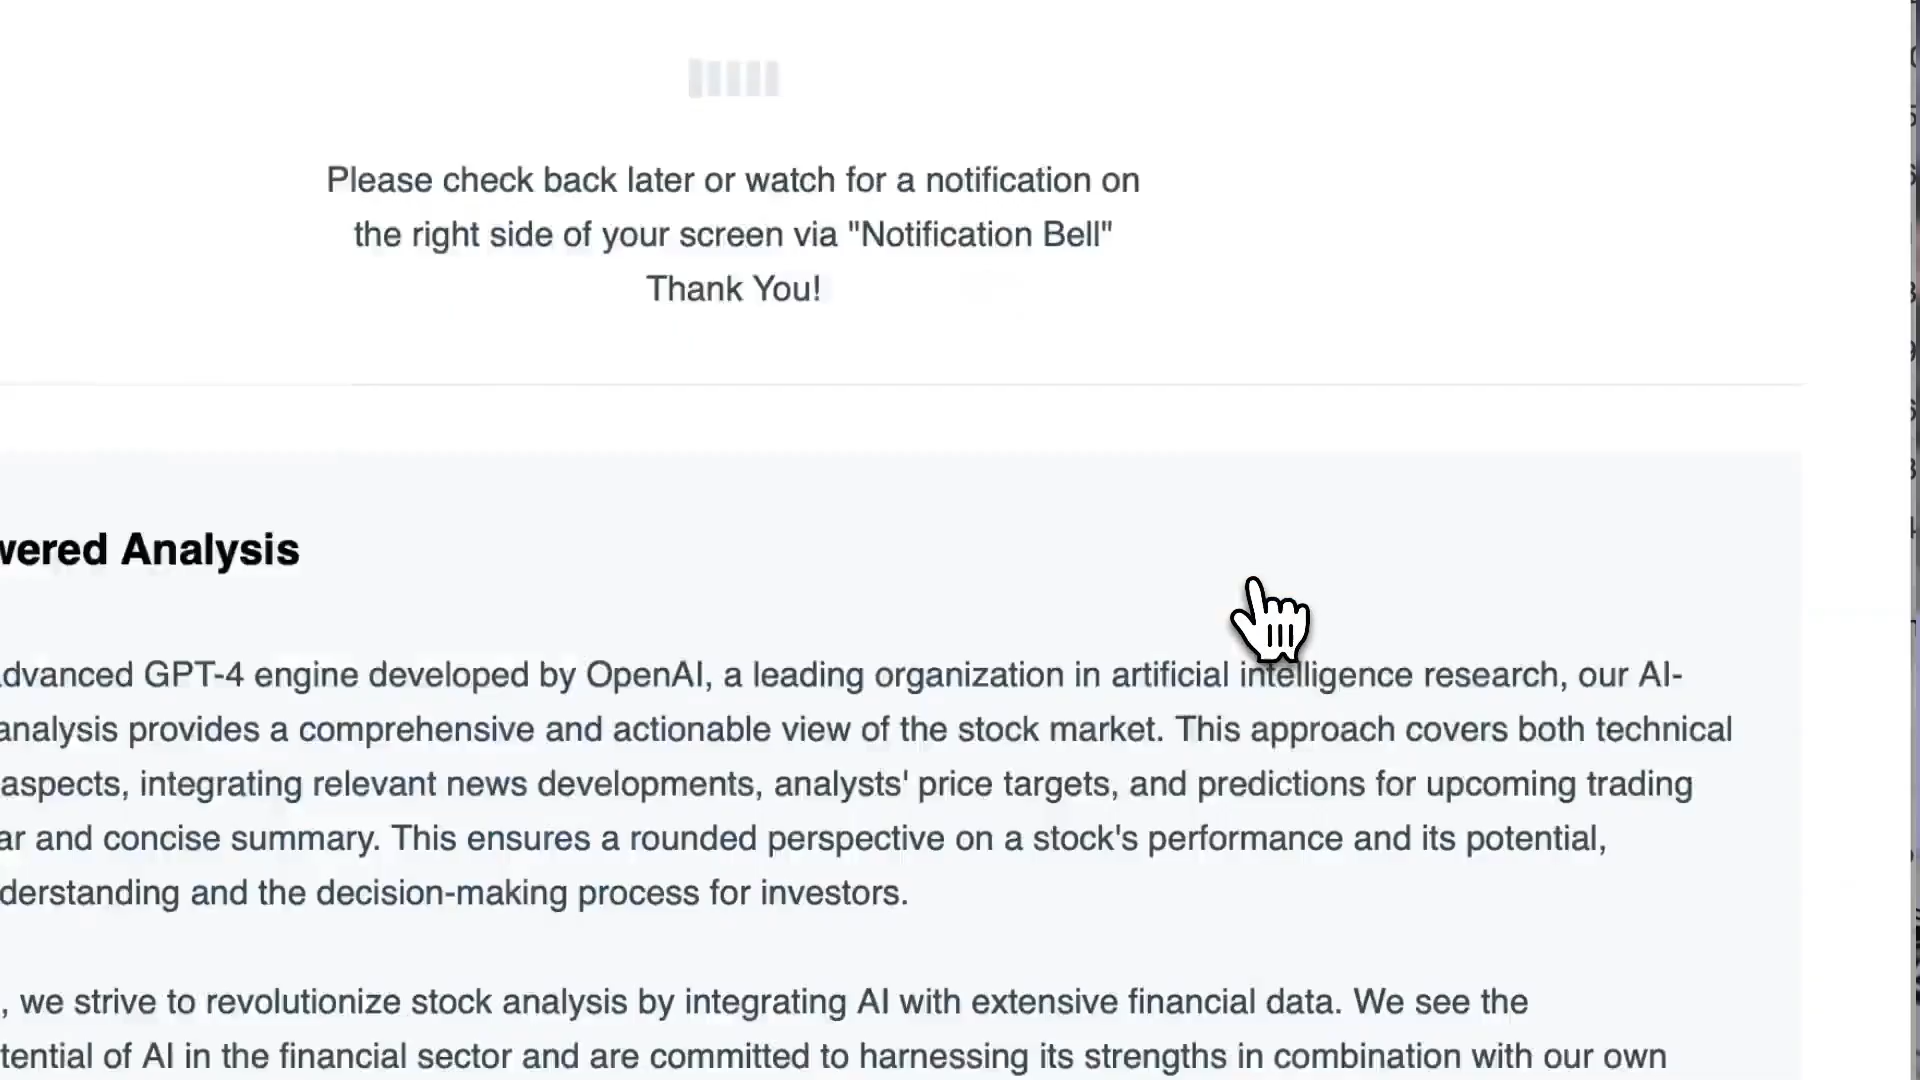 Please check back later or watch for a notification on
the right side of your screen via "Notification Bell"
Thank You!
wered Analysis
dvanced GPT-4 engine developed by OpenAI, a leading organization in artificial intelligence research, our AI-
analysis provides a comprehensive and actionable view of the stock market. This approach covers both technical
aspects, integrating relevant news developments, analysts' price targets, and predictions for upcoming trading
ar and concise summary. This ensures a rounded perspective on a stock's performance and its potential,
derstanding and the decision-making process for investors.
, we strive to revolutionize stock analysis by integrating AI with extensive financial data. We see the
tential of AI in the financial sector and are committed to harnessing its strengths in combination with our own